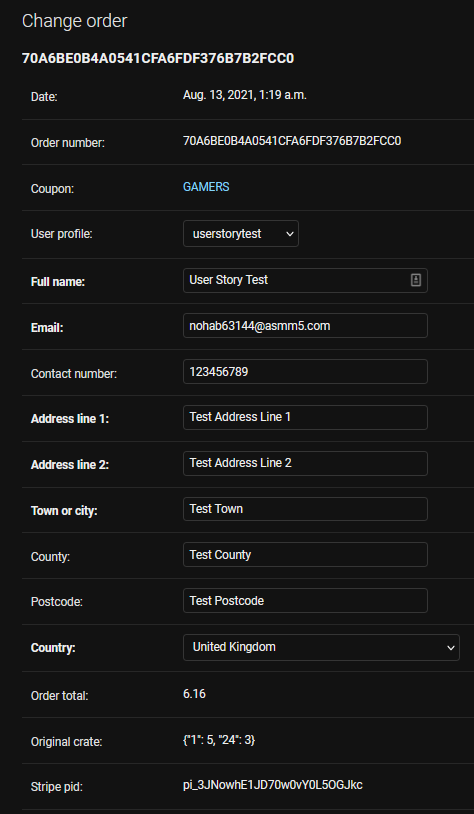 Change order
70A6BE0B4A0541CFA6FDF376B7B2FCC0
Date: Aug. 13, 2021, 1:19 a.m.
Order number: 70A6BE0B4A0541CFA6FDF376B7B2FCC0
Coupon: GAMERS
User profile: userstorytest
Full name: User Story Test
Email: nohab63144@asmm5.com
Contact number: 123456789
Address line 1: Test Address Line 1
Address line 2: Test Address Line 2
Town or city: Test Town
County: Test County
Postcode: Test Postcode
Country: United Kingdom
Order total: 6.16
Original crate: {"1": 5, "24": 3}
Stripe pid: pi_3JNowhE1JD70w0vY0L5OGJkc